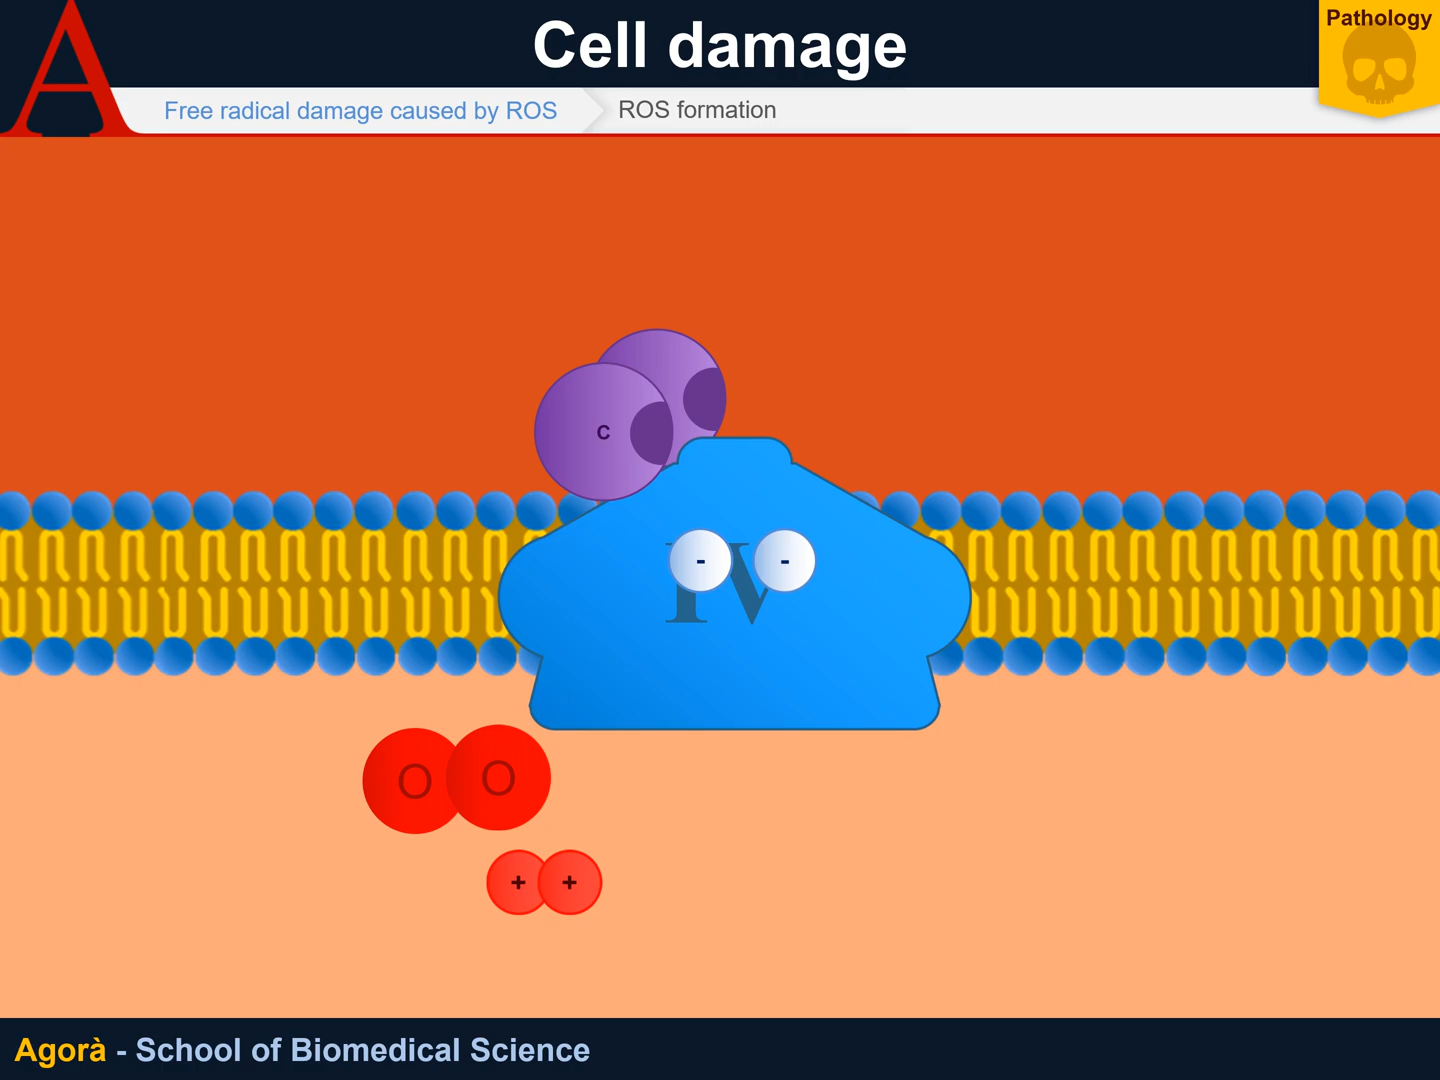 A
Cell damage
Pathology
Free radical damage caused by ROS
ROS formation
C
IV
- -
O O
+ +
Agorà - School of Biomedical Science